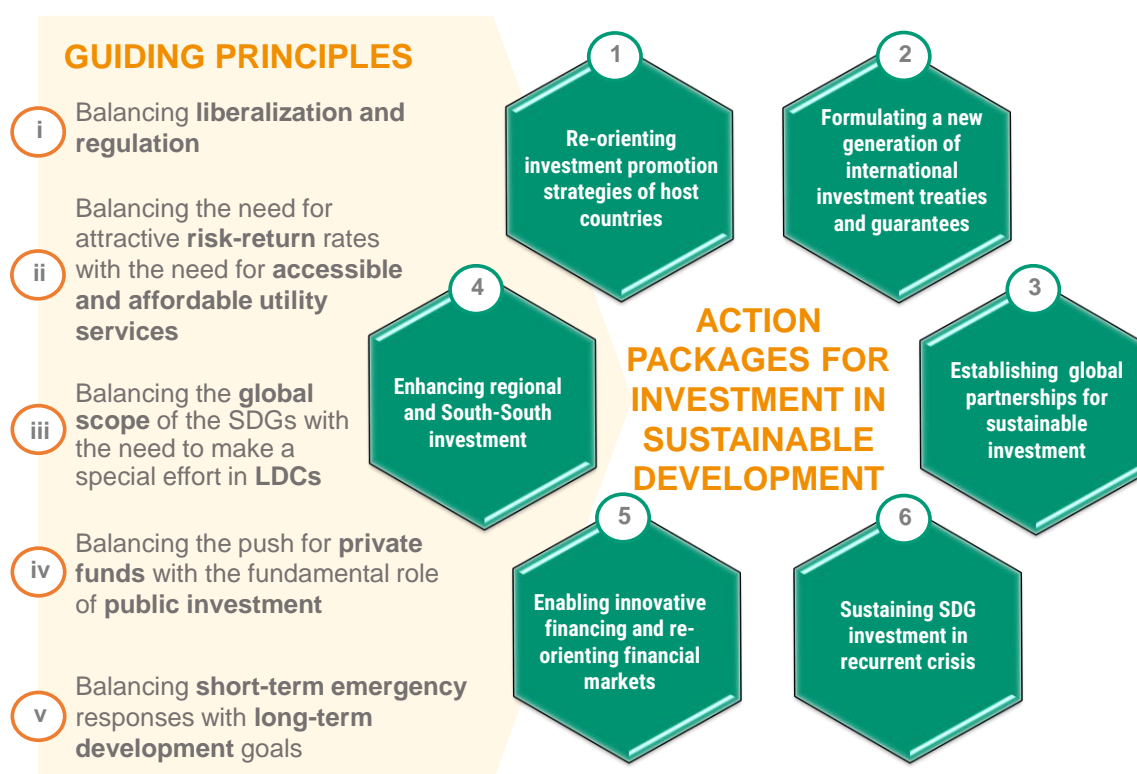 GUIDING PRINCIPLES
i
Balancing liberalization and
regulation
ii
Balancing the need for
attractive risk-return rates
with the need for accessible
and affordable utility
services
iii
Balancing the global
scope of the SDGs with
the need to make a
special effort in LDCs
iv
Balancing the push for private
funds with the fundamental role
of public investment
v
Balancing short-term emergency
responses with long-term
development goals
ACTION
PACKAGES FOR
INVESTMENT IN
SUSTAINABLE
DEVELOPMENT
1
Re-orienting
investment promotion
strategies of host
countries
2
Formulating a new
generation of
international
investment treaties
and guarantees
3
Establishing global
partnerships for
sustainable
investment
4
Enhancing regional
and South-South
investment
5
Enabling innovative
financing and re-
orienting financial
markets
6
Sustaining SDG
investment in
recurrent crisis